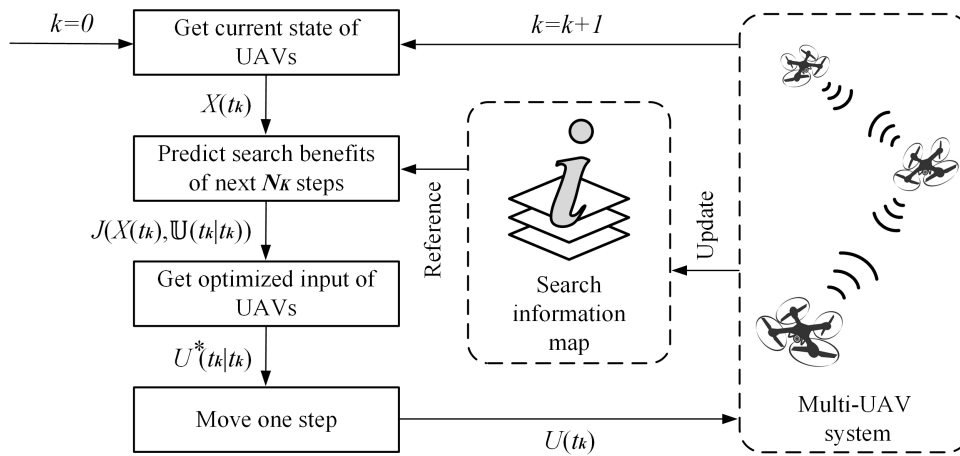 k=0
Get current state of
UAVs
k=k+1
X(tₖ)
Predict search benefits
of next Nₖ steps
J(X(tₖ),𝕌(tₖ|tₖ))
Get optimized input of
UAVs
U*(tₖ|tₖ)
Move one step
U(tₖ)
Reference
i
Search
information
map
Update
Multi-UAV
system